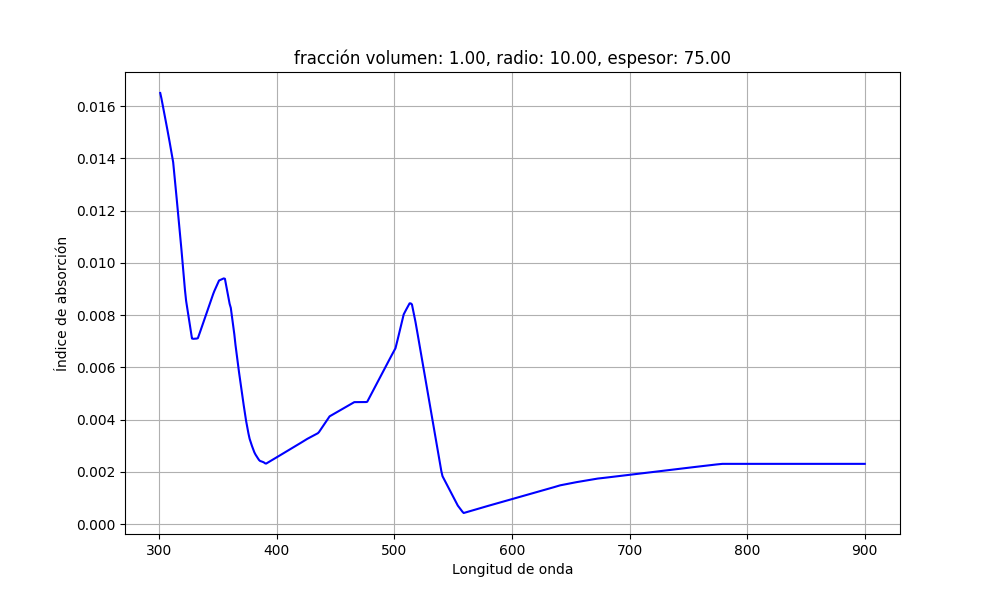 fracción volumen: 1.00, radio: 10.00, espesor: 75.00
0.016
0.014
0.012
0.010
0.008
0.006
0.004
0.002
0.000
Índice de absorción
300 400 500 600 700 800 900
Longitud de onda